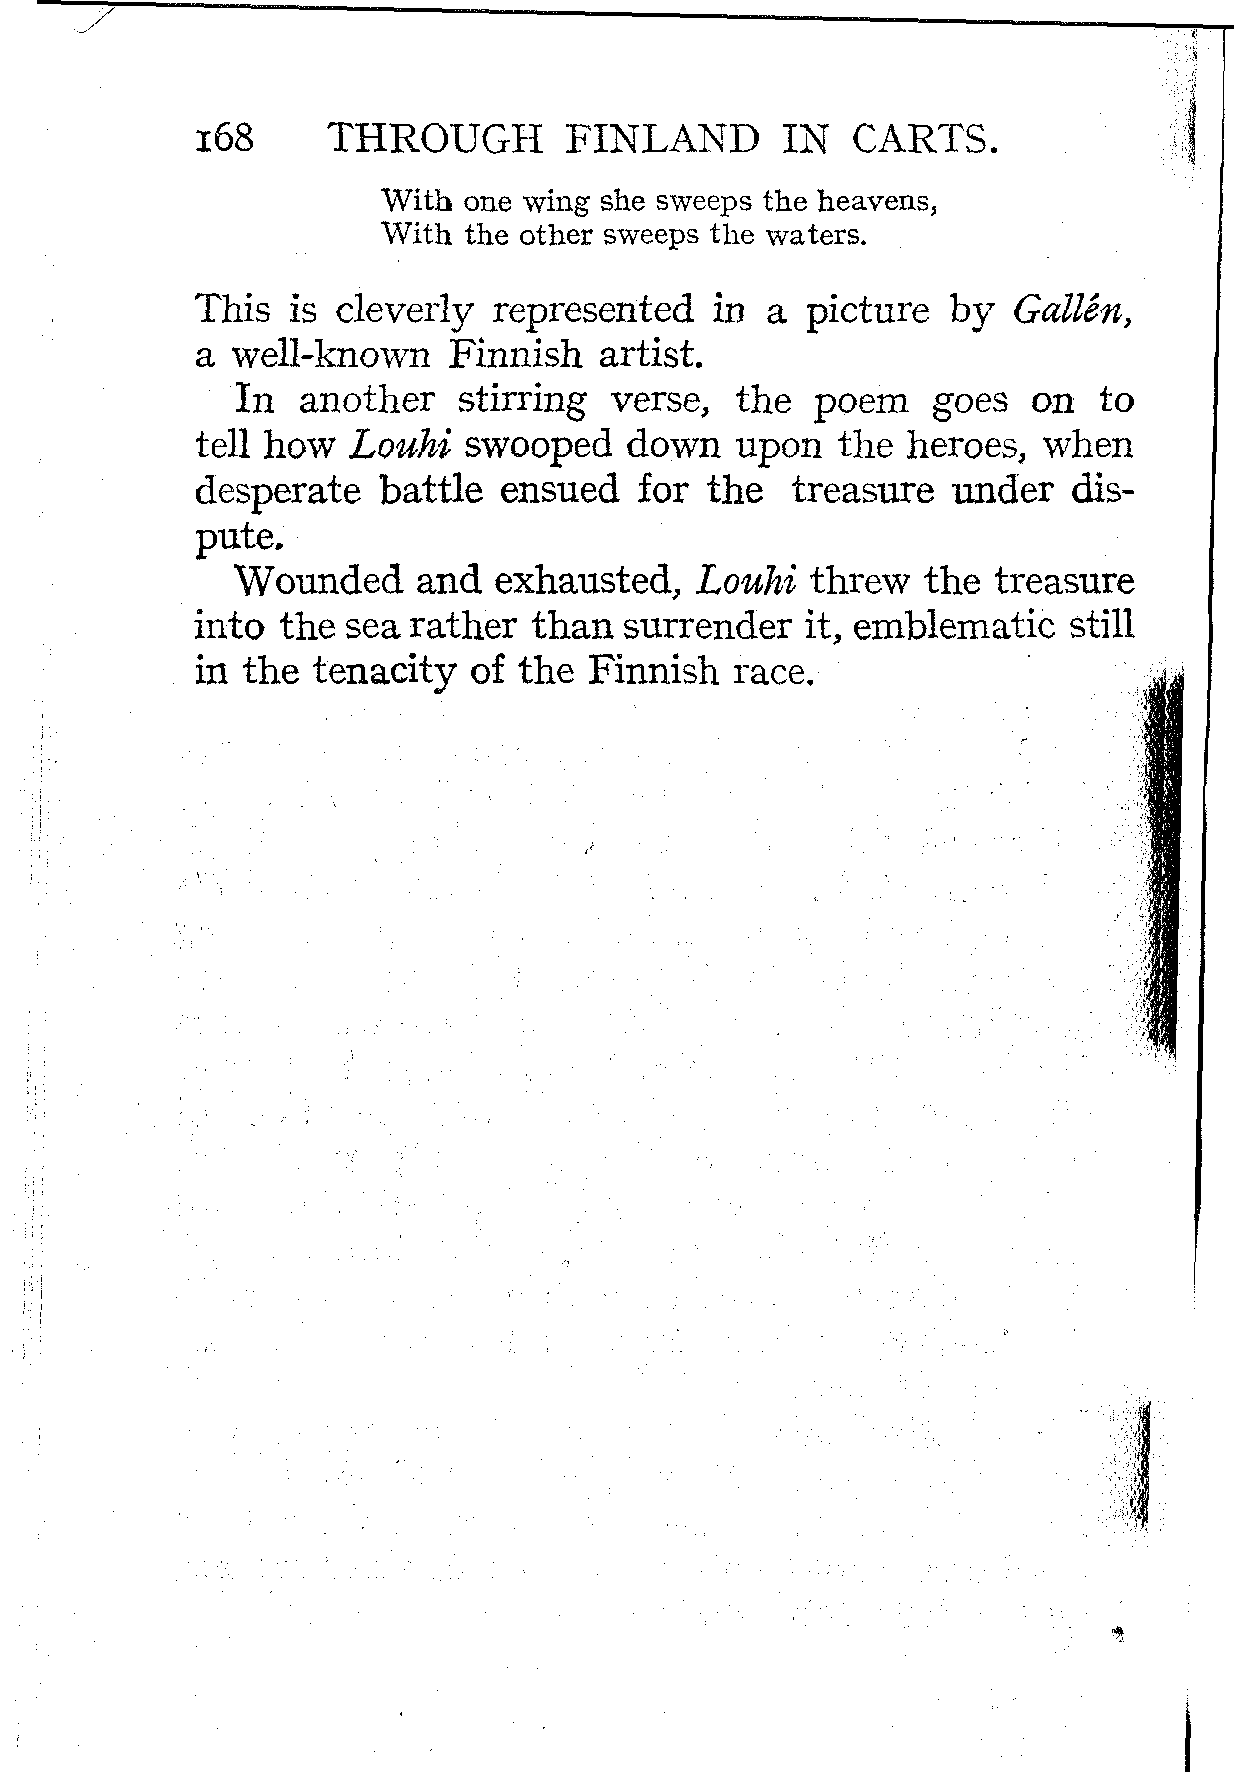 168 THROUGH FINLAND IN CARTS.
With one wing she sweeps the heavens,
With the other sweeps the waters.
This is cleverly represented in a picture by Gallén,
a well-known Finnish artist.
In another stirring verse, the poem goes on to
tell how Louhi swooped down upon the heroes, when
desperate battle ensued for the treasure under dis-
pute.
Wounded and exhausted, Louhi threw the treasure
into the sea rather than surrender it, emblematic still
in the tenacity of the Finnish race.